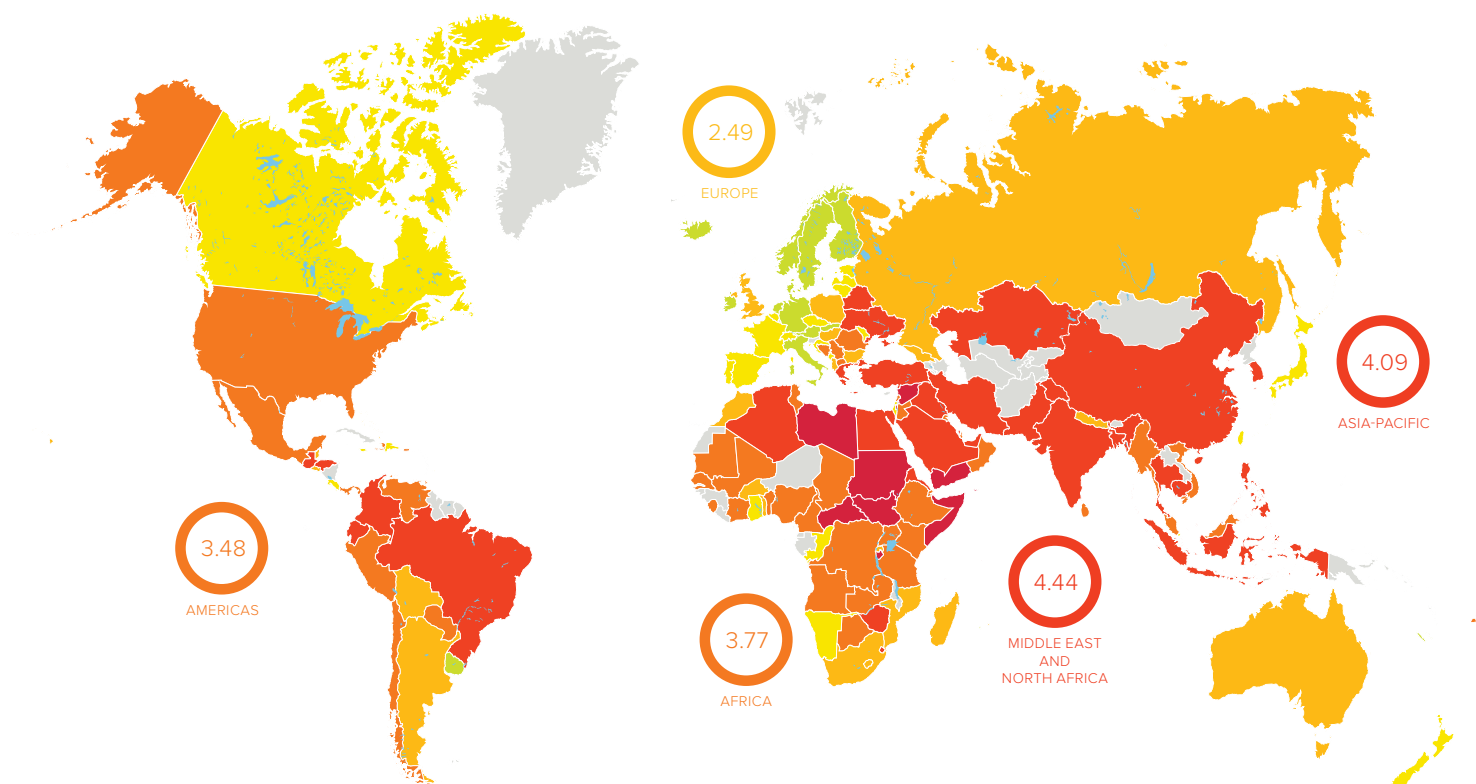 2.49
EUROPE
4.09
ASIA-PACIFIC
3.48
AMERICAS
3.77
AFRICA
4.44
MIDDLE EAST
AND
NORTH AFRICA